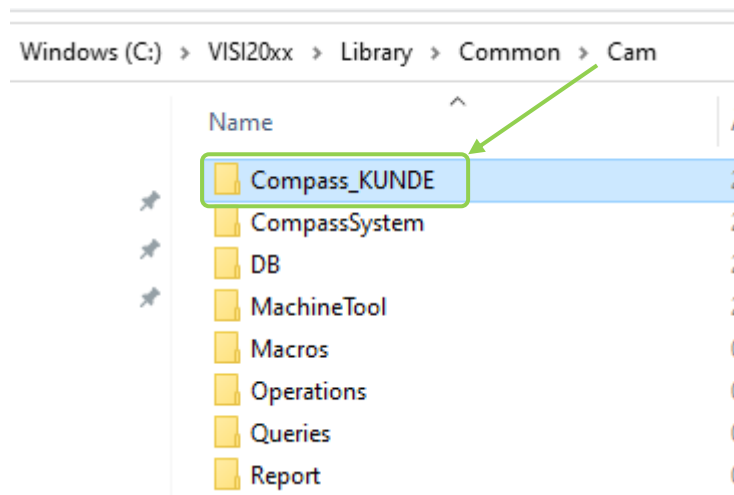 Windows (C:) > VISI20xx > Library > Common > Cam
Name
Compass_KUNDE
CompassSystem
DB
MachineTool
Macros
Operations
Queries
Report